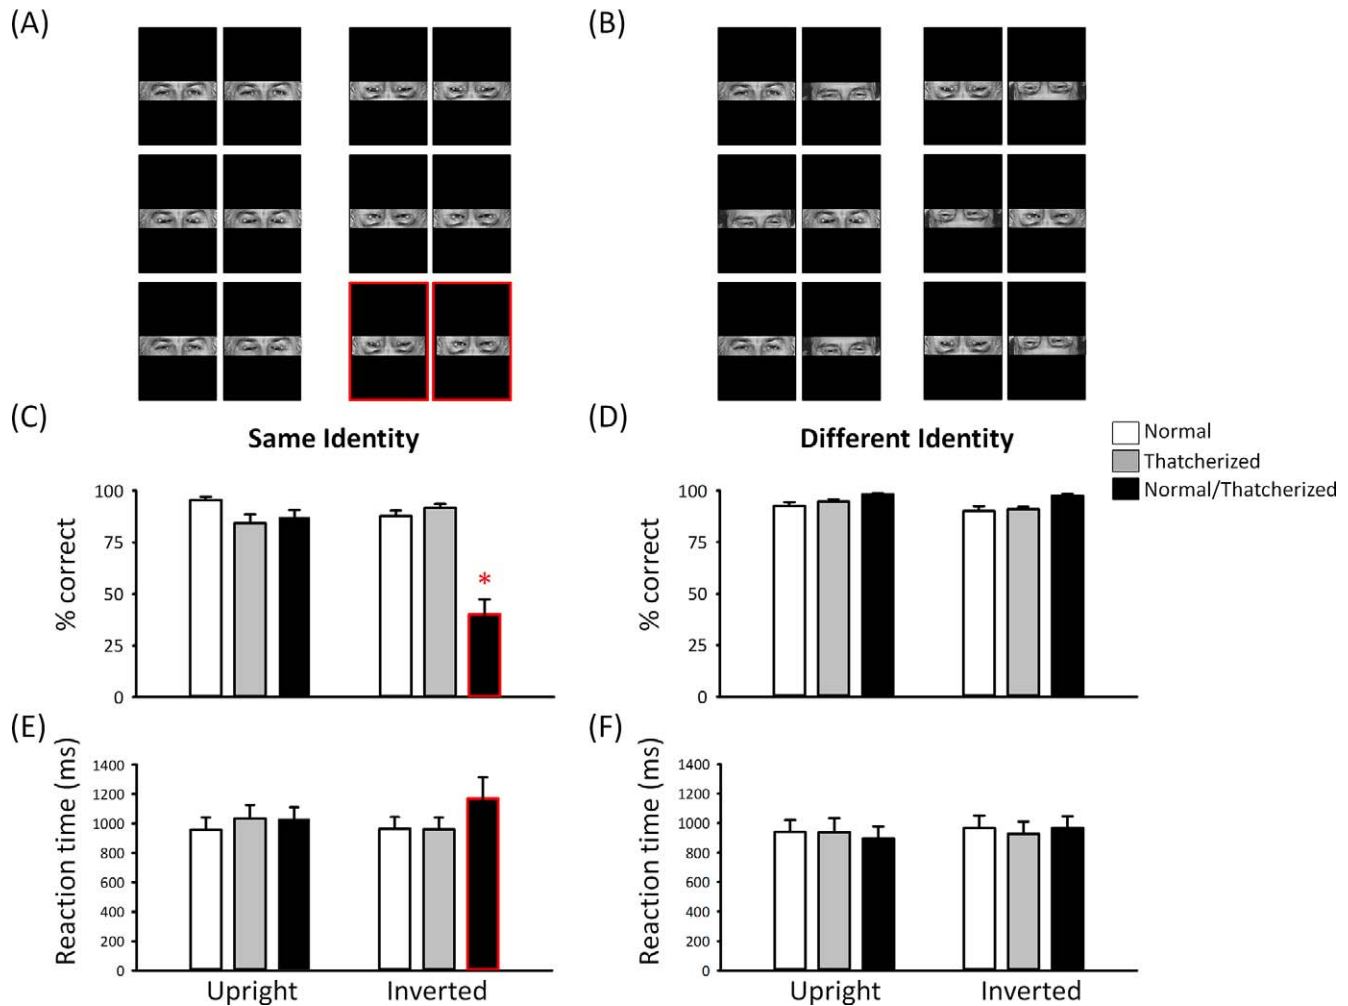 (A)
(B)
(C)
Same Identity
(D)
Different Identity
Normal
Thatcherized
Normal/Thatcherized
% correct
100
75
50
25
0
*
% correct
100
75
50
25
0
(E)
Reaction time (ms)
1400
1200
1000
800
600
400
200
0
Upright
Inverted
(F)
Reaction time (ms)
1400
1200
1000
800
600
400
200
0
Upright
Inverted